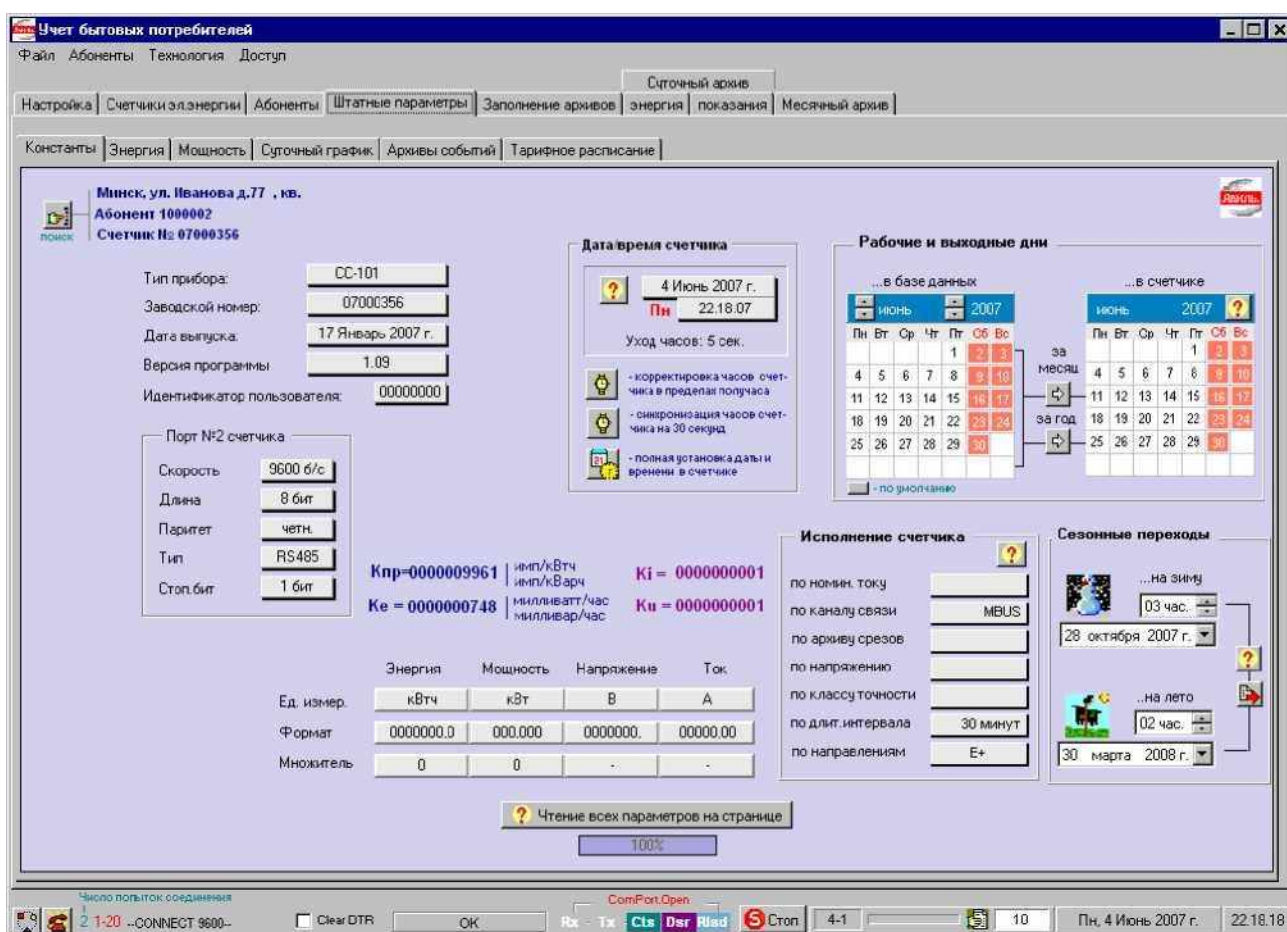 Учет бытовых потребителей
Файл Абоненты Технология Доступ
Суточный архив
Настройка Счетчики эл.энергии Абоненты Штатные параметры Заполнение архивов энергия показания Месячный архив
Константы Энергия Мощность Суточный график Архивы событий Тарифное расписание
Минск, ул. Иванова д.77 , кв.
Абонент 1000002
Счетчик № 07000356
поиск
Тип прибора: СС-101
Заводской номер: 07000356
Дата выпуска: 17 Январь 2007 г.
Версия программы 1.09
Идентификатор пользователя: 00000000
Порт №2 счетчика
Скорость 9600 б/с
Длина 8 бит
Паритет четн.
Тип RS485
Стоп.бит 1 бит
Дата/время счетчика
4 Июнь 2007 г.
Пн 22.18.07
Уход часов: 5 сек.
- корректировка часов счет-
чика в пределах получаса
- синхронизация часов счет-
чика на 30 секунд
- полная установка даты и
времени в счетчике
Рабочие и выходные дни
...в базе данных
июнь 2007
Пн Вт Ср Чт Пт Сб Вс
1 2 3
4 5 6 7 8 9 10
11 12 13 14 15 16 17
18 19 20 21 22 23 24
25 26 27 28 29 30
- по умолчанию
за
месяц
за год
...в счетчике
июнь 2007
Пн Вт Ср Чт Пт Сб Вс
1 2 3
4 5 6 7 8 9 10
11 12 13 14 15 16 17
18 19 20 21 22 23 24
25 26 27 28 29 30
Кпр=0000009961 имп/кВтч
имп/кВарч
Ке = 0000000748 милливатт/час
милливар/час
Кi = 0000000001
Кu = 0000000001
Энергия Мощность Напряжение Ток
Ед. измер. кВтч кВт В А
Формат 0000000.0 000.000 0000000. 00000.00
Множитель 0 0 - -
Исполнение счетчика
по номин. току
по каналу связи MBUS
по архиву срезов
по напряжению
по классу точности
по длит.интервала 30 минут
по направлениям E+
Сезонные переходы
...на зиму
03 час.
28 октября 2007 г.
...на лето
02 час.
30 марта 2008 г.
Чтение всех параметров на странице
100%
Число попыток соединения
2 1-20 --CONNECT 9600--
Clear DTR
OK
ComPort.Open
Rx - Tx - Cts Dsr Rlsd
Стоп
4-1
10
Пн, 4 Июнь 2007 г.
22.18.18